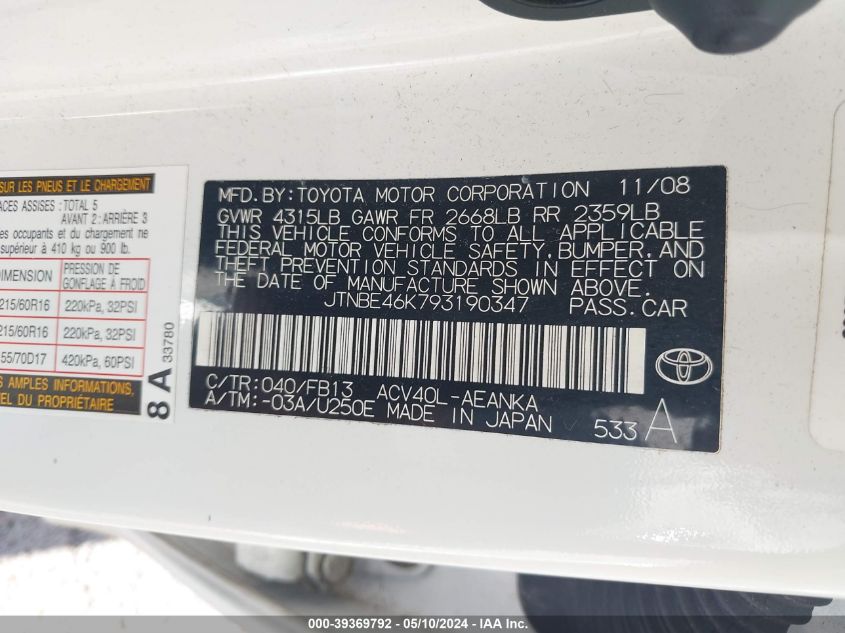 SUR LES PNEUS ET LE CHARGEMENT
ACES ASSISES: TOTAL 5
AVANT 2: ARRIÈRE 3
es occupants et du chargement ne
supérieur à 410 kg ou 900 lb.
DIMENSION PRESSION DE GONFLAGE À FROID
215/60R16 220kPa, 32PSI
215/60R16 220kPa, 32PSI
55/70D17 420kPa, 60PSI
S AMPLES INFORMATIONS,
EL DU PROPRIÉTAIRE
8 A 33780
MFD. BY: TOYOTA MOTOR CORPORATION 11/08
GVWR 4315LB GAWR FR 2668LB RR 2359LB
THIS VEHICLE CONFORMS TO ALL APPLICABLE
FEDERAL MOTOR VEHICLE SAFETY, BUMPER, AND
THEFT PREVENTION STANDARDS IN EFFECT ON
THE DATE OF MANUFACTURE SHOWN ABOVE.
JTNBE46K793190347 PASS. CAR
C/TR: 040/FB13 ACV40L-AEANKA
A/TM: -03A/U250E MADE IN JAPAN
533 A
000-39369792 — 05/10/2024 — IAA Inc.